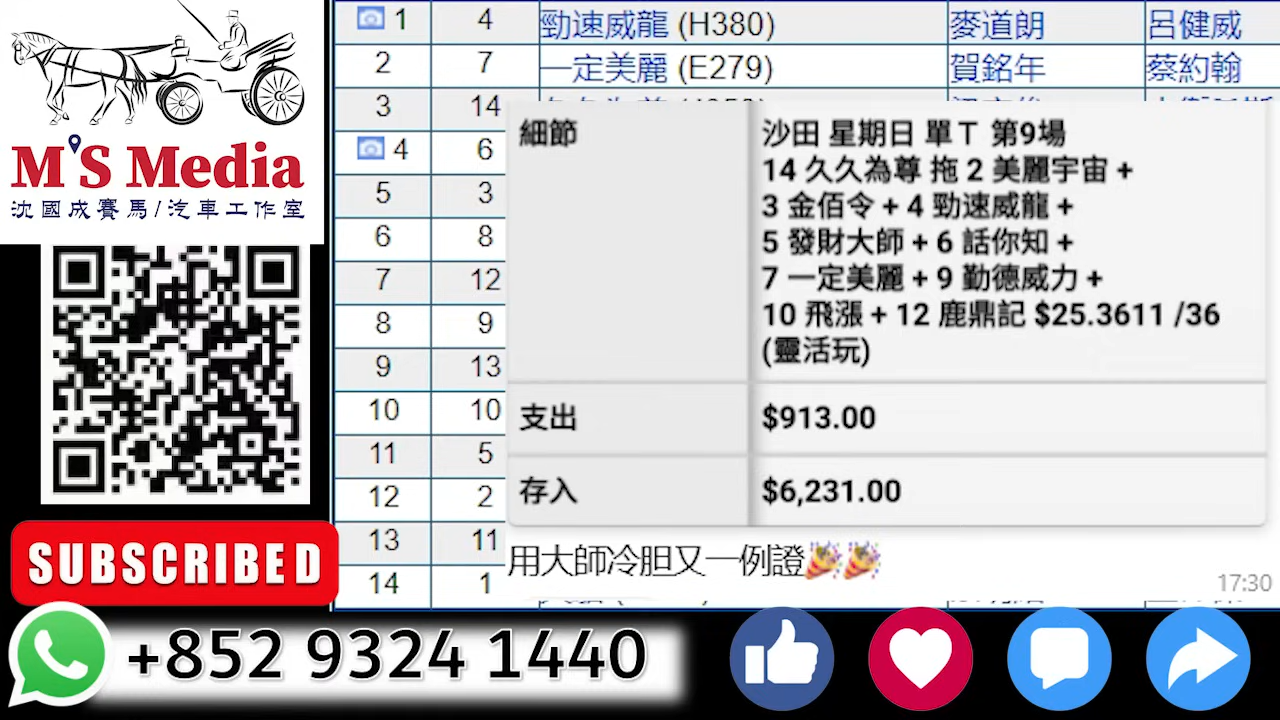 M'S Media
沈國成賽馬/汽車工作室
SUBSCRIBED
+852 9324 1440
1 4 勁速威龍 (H380) 麥道朗 呂健威
2 7 一定美麗 (E279) 賀銘年 蔡約翰
3 14
4 6
5 3
6 8
7 12
8 9
9 13
10 10
11 5
12 2
13 11
14 1
細節
沙田 星期日 單T 第9場
14 久久為尊 拖 2 美麗宇宙 +
3 金佰令 + 4 勁速威龍 +
5 發財大師 + 6 話你知 +
7 一定美麗 + 9 勤德威力 +
10 飛漲 + 12 鹿鼎記 $25.3611 /36
(靈活玩)
支出 $913.00
存入 $6,231.00
用大師冷胆又一例證🎉🎉
17:30